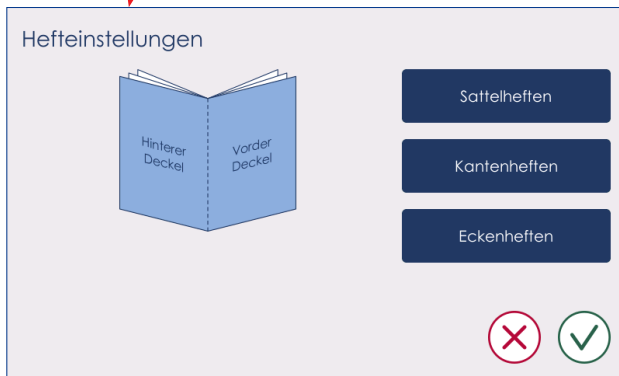 Hefteinstellungen
Hinterer
Deckel
Vorder
Deckel
Sattelheften
Kantenheften
Eckenheften